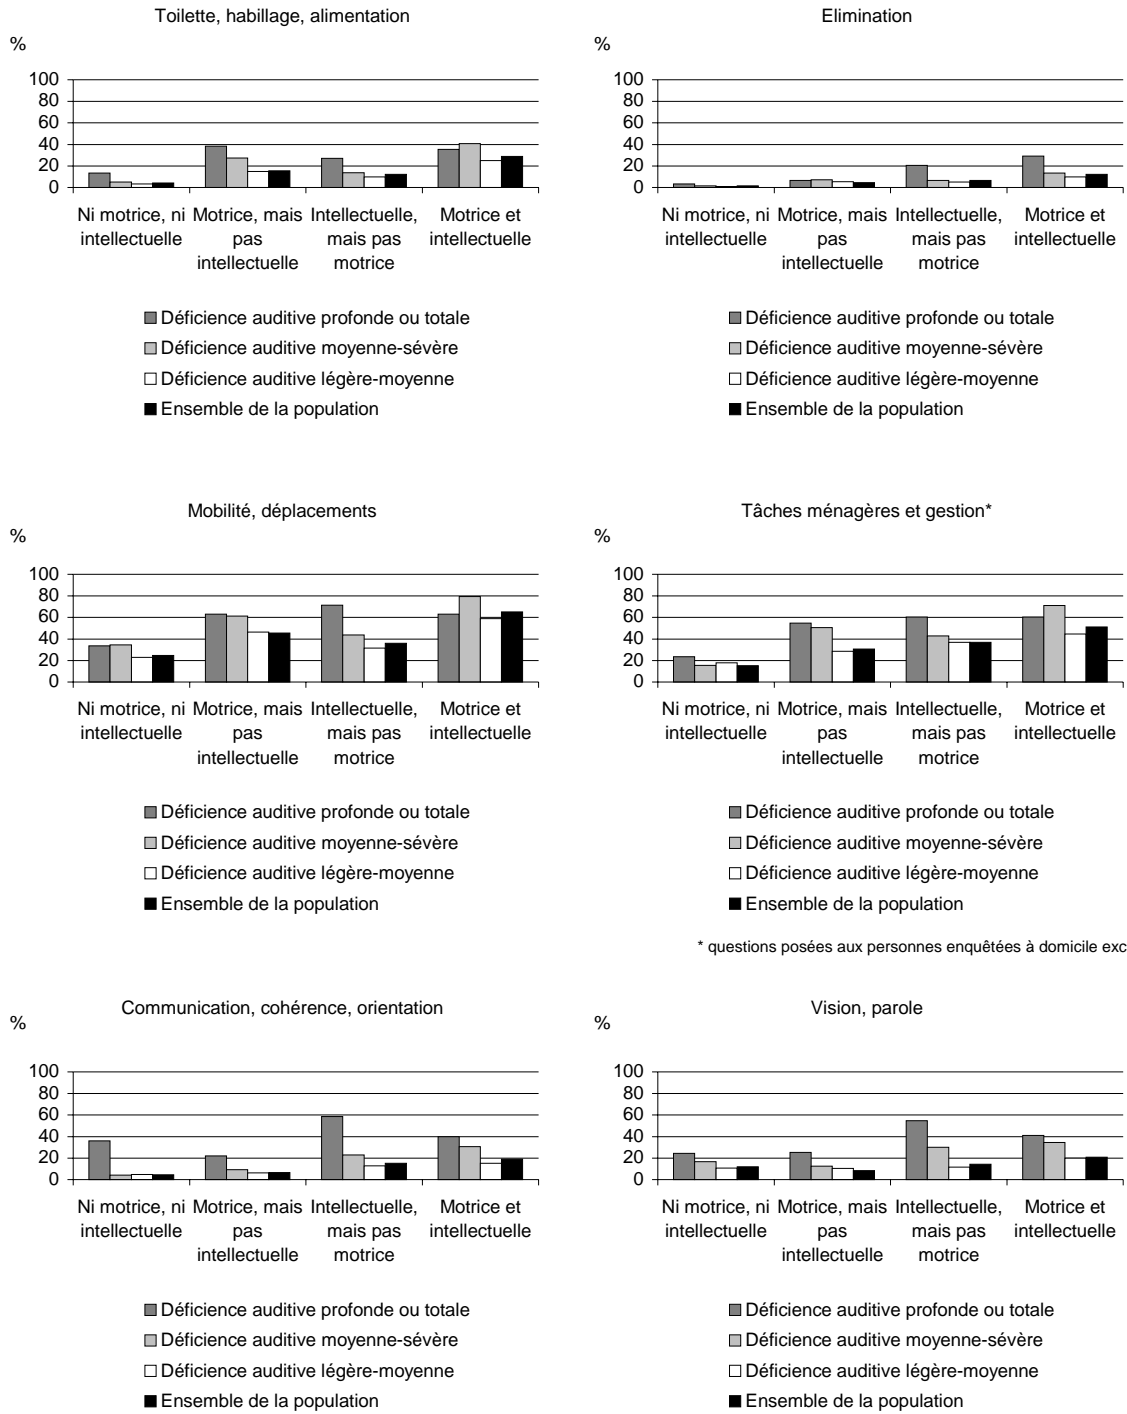 Toilette, habillage, alimentation
%
100
80
60
40
20
0
Ni motrice, ni
intellectuelle
Motrice, mais
pas
intellectuelle
Intellectuelle,
mais pas
motrice
Motrice et
intellectuelle
Déficience auditive profonde ou totale
Déficience auditive moyenne-sévère
Déficience auditive légère-moyenne
Ensemble de la population
Elimination
%
100
80
60
40
20
0
Ni motrice, ni
intellectuelle
Motrice, mais
pas
intellectuelle
Intellectuelle,
mais pas
motrice
Motrice et
intellectuelle
Déficience auditive profonde ou totale
Déficience auditive moyenne-sévère
Déficience auditive légère-moyenne
Ensemble de la population
Mobilité, déplacements
%
100
80
60
40
20
0
Ni motrice, ni
intellectuelle
Motrice, mais
pas
intellectuelle
Intellectuelle,
mais pas
motrice
Motrice et
intellectuelle
Déficience auditive profonde ou totale
Déficience auditive moyenne-sévère
Déficience auditive légère-moyenne
Ensemble de la population
Tâches ménagères et gestion*
%
100
80
60
40
20
0
Ni motrice, ni
intellectuelle
Motrice, mais
pas
intellectuelle
Intellectuelle,
mais pas
motrice
Motrice et
intellectuelle
Déficience auditive profonde ou totale
Déficience auditive moyenne-sévère
Déficience auditive légère-moyenne
Ensemble de la population
* questions posées aux personnes enquêtées à domicile exc
Communication, cohérence, orientation
%
100
80
60
40
20
0
Ni motrice, ni
intellectuelle
Motrice, mais
pas
intellectuelle
Intellectuelle,
mais pas
motrice
Motrice et
intellectuelle
Déficience auditive profonde ou totale
Déficience auditive moyenne-sévère
Déficience auditive légère-moyenne
Ensemble de la population
Vision, parole
%
100
80
60
40
20
0
Ni motrice, ni
intellectuelle
Motrice, mais
pas
intellectuelle
Intellectuelle,
mais pas
motrice
Motrice et
intellectuelle
Déficience auditive profonde ou totale
Déficience auditive moyenne-sévère
Déficience auditive légère-moyenne
Ensemble de la population